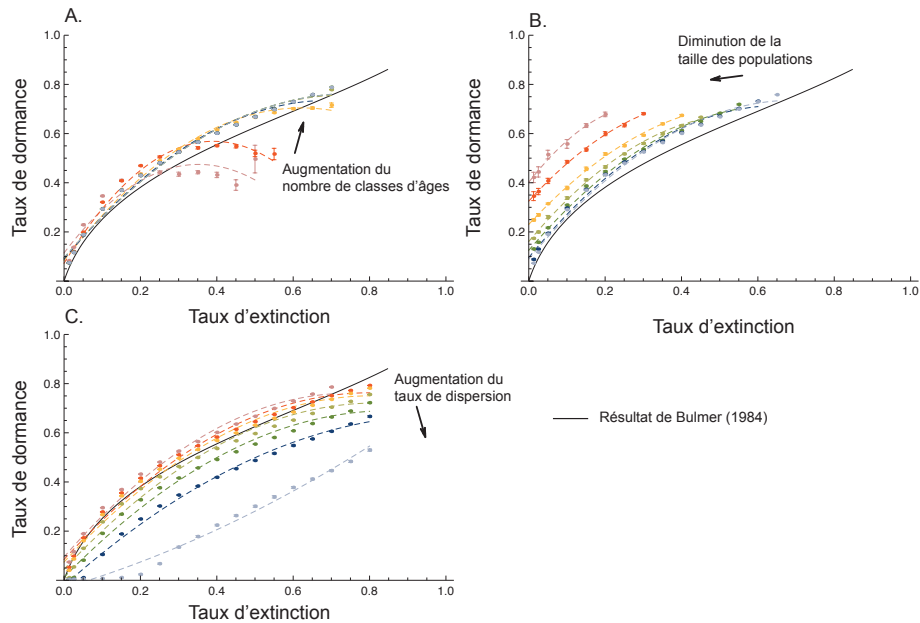 A.
1.0
0.8
0.6
0.4
0.2
Taux de dormance
Augmentation du
nombre de classes d’âges
0.0
0.2
0.4
0.6
0.8
1.0
Taux d’extinction
B.
1.0
0.8
0.6
0.4
0.2
Taux de dormance
Diminution de la
taille des populations
0.0
0.2
0.4
0.6
0.8
1.0
Taux d’extinction
C.
1.0
0.8
0.6
0.4
0.2
Taux de dormance
Augmentation du
taux de dispersion
0.0
0.2
0.4
0.6
0.8
1.0
Taux d’extinction
Résultat de Bulmer (1984)